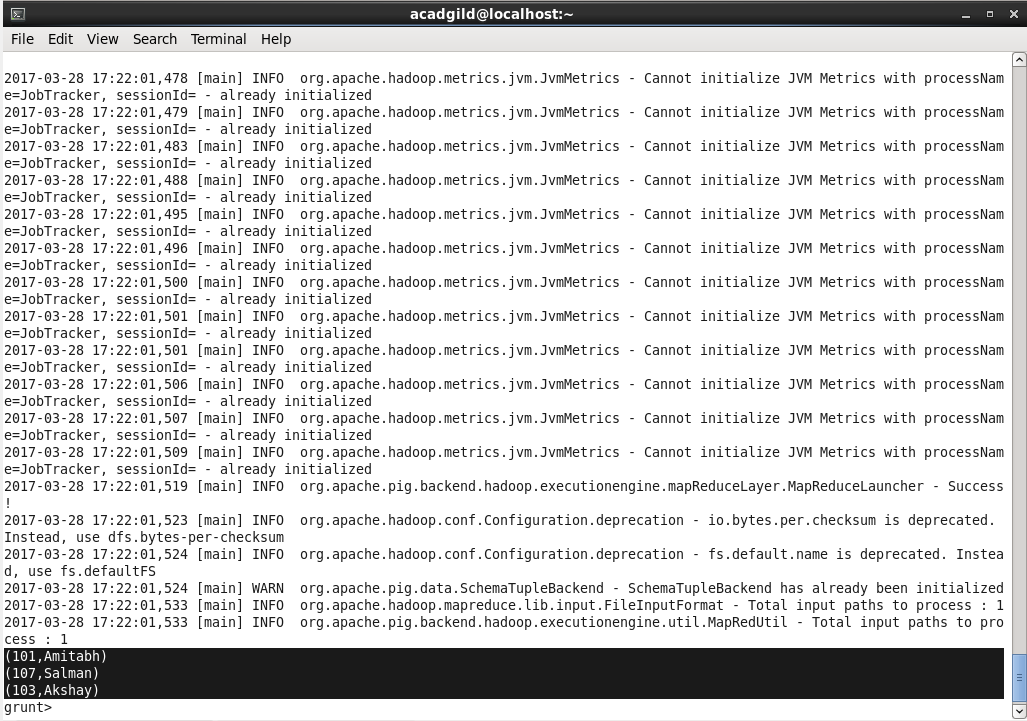 acadgild@localhost:~
File Edit View Search Terminal Help
2017-03-28 17:22:01,478 [main] INFO  org.apache.hadoop.metrics.jvm.JvmMetrics - Cannot initialize JVM Metrics with processNam
e=JobTracker, sessionId= - already initialized
2017-03-28 17:22:01,479 [main] INFO  org.apache.hadoop.metrics.jvm.JvmMetrics - Cannot initialize JVM Metrics with processNam
e=JobTracker, sessionId= - already initialized
2017-03-28 17:22:01,483 [main] INFO  org.apache.hadoop.metrics.jvm.JvmMetrics - Cannot initialize JVM Metrics with processNam
e=JobTracker, sessionId= - already initialized
2017-03-28 17:22:01,488 [main] INFO  org.apache.hadoop.metrics.jvm.JvmMetrics - Cannot initialize JVM Metrics with processNam
e=JobTracker, sessionId= - already initialized
2017-03-28 17:22:01,495 [main] INFO  org.apache.hadoop.metrics.jvm.JvmMetrics - Cannot initialize JVM Metrics with processNam
e=JobTracker, sessionId= - already initialized
2017-03-28 17:22:01,496 [main] INFO  org.apache.hadoop.metrics.jvm.JvmMetrics - Cannot initialize JVM Metrics with processNam
e=JobTracker, sessionId= - already initialized
2017-03-28 17:22:01,500 [main] INFO  org.apache.hadoop.metrics.jvm.JvmMetrics - Cannot initialize JVM Metrics with processNam
e=JobTracker, sessionId= - already initialized
2017-03-28 17:22:01,501 [main] INFO  org.apache.hadoop.metrics.jvm.JvmMetrics - Cannot initialize JVM Metrics with processNam
e=JobTracker, sessionId= - already initialized
2017-03-28 17:22:01,501 [main] INFO  org.apache.hadoop.metrics.jvm.JvmMetrics - Cannot initialize JVM Metrics with processNam
e=JobTracker, sessionId= - already initialized
2017-03-28 17:22:01,506 [main] INFO  org.apache.hadoop.metrics.jvm.JvmMetrics - Cannot initialize JVM Metrics with processNam
e=JobTracker, sessionId= - already initialized
2017-03-28 17:22:01,507 [main] INFO  org.apache.hadoop.metrics.jvm.JvmMetrics - Cannot initialize JVM Metrics with processNam
e=JobTracker, sessionId= - already initialized
2017-03-28 17:22:01,509 [main] INFO  org.apache.hadoop.metrics.jvm.JvmMetrics - Cannot initialize JVM Metrics with processNam
e=JobTracker, sessionId= - already initialized
2017-03-28 17:22:01,519 [main] INFO  org.apache.pig.backend.hadoop.executionengine.mapReduceLayer.MapReduceLauncher - Success
!
2017-03-28 17:22:01,523 [main] INFO  org.apache.hadoop.conf.Configuration.deprecation - io.bytes.per.checksum is deprecated.
Instead, use dfs.bytes-per-checksum
2017-03-28 17:22:01,524 [main] INFO  org.apache.hadoop.conf.Configuration.deprecation - fs.default.name is deprecated. Instea
d, use fs.defaultFS
2017-03-28 17:22:01,524 [main] WARN  org.apache.pig.data.SchemaTupleBackend - SchemaTupleBackend has already been initialized
2017-03-28 17:22:01,533 [main] INFO  org.apache.hadoop.mapreduce.lib.input.FileInputFormat - Total input paths to process : 1
2017-03-28 17:22:01,533 [main] INFO  org.apache.pig.backend.hadoop.executionengine.util.MapRedUtil - Total input paths to pro
cess : 1
(101,Amitabh)
(107,Salman)
(103,Akshay)
grunt>